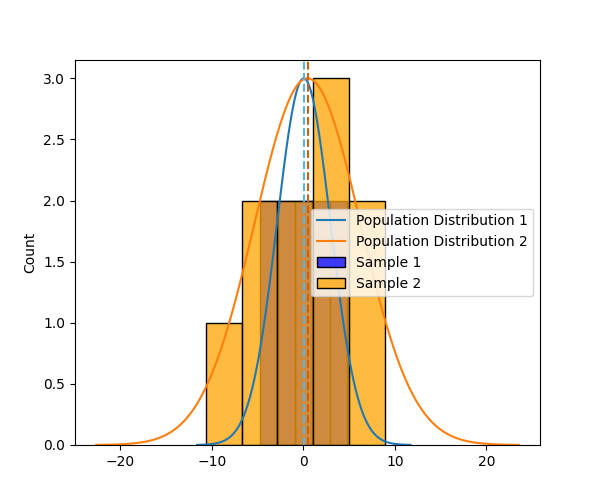 3.0
2.5
2.0
1.5
1.0
0.5
0.0
Count
Population Distribution 1
Population Distribution 2
Sample 1
Sample 2
−20
−10
0
10
20